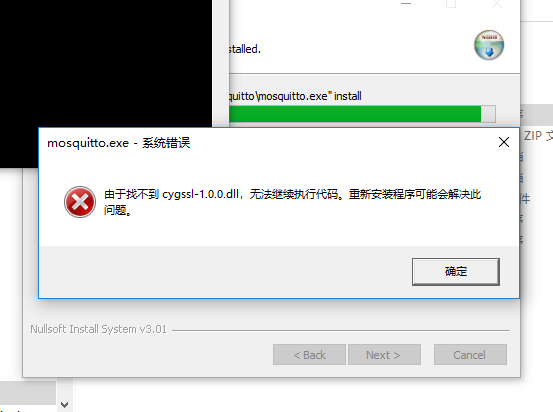 stalled.
quitto\mosquitto.exe" install
ZIP 文
件
mosquitto.exe - 系统错误
由于找不到 cygssl-1.0.0.dll，无法继续执行代码。重新安装程序可能会解决此
问题。
确定
Nullsoft Install System v3.01
< Back
Next >
Cancel